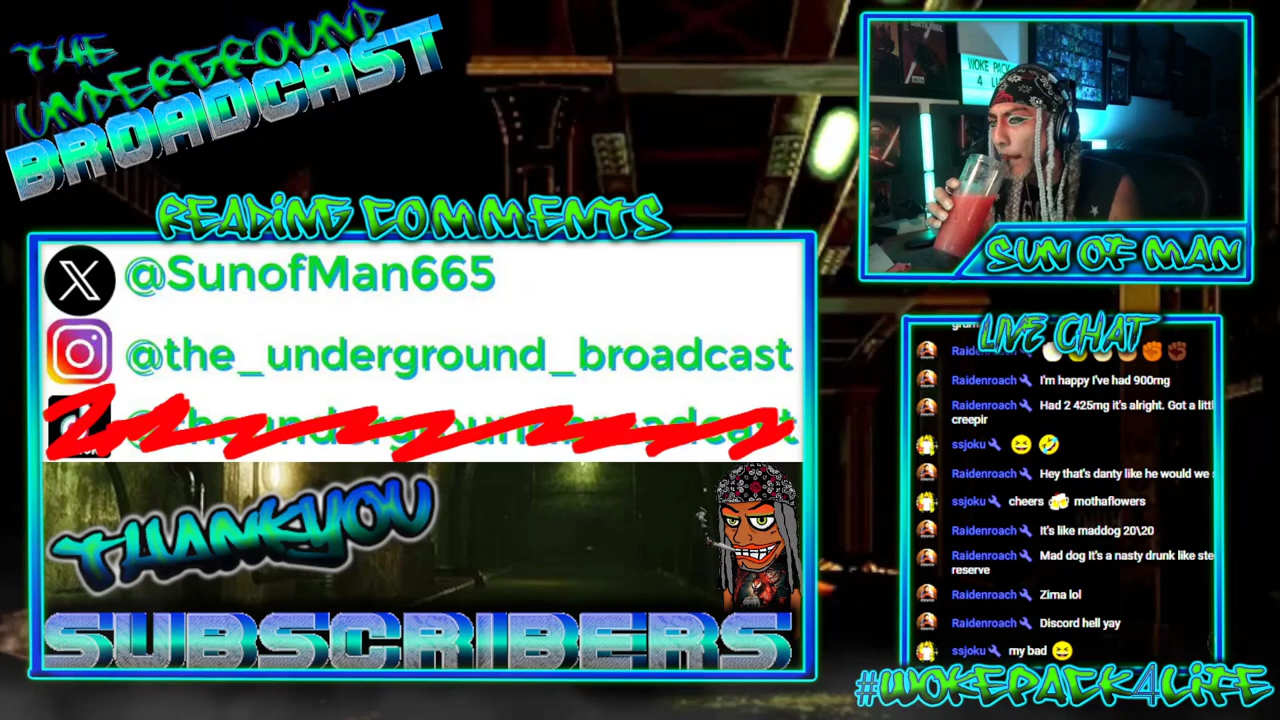 THE
UNDERGROUND
BROADCAST
READING COMMENTS
@SunofMan665
@the_underground_broadcast
THANKYOU
SUBSCRIBERS
WOKE PACK
4 LI
SUN OF MAN
LIVE CHAT
Raidenroach I'm happy I've had 900mg
Raidenroach Had 2 425mg it's alright. Got a littl
creepir
ssjoku
Raidenroach Hey that's danty like he would we
ssjoku cheers mothaflowers
Raidenroach It's like maddog 20\20
Raidenroach Mad dog It's a nasty drunk like ste
reserve
Raidenroach Zima lol
Raidenroach Discord hell yay
ssjoku my bad
#WOKEPACK4LIFE